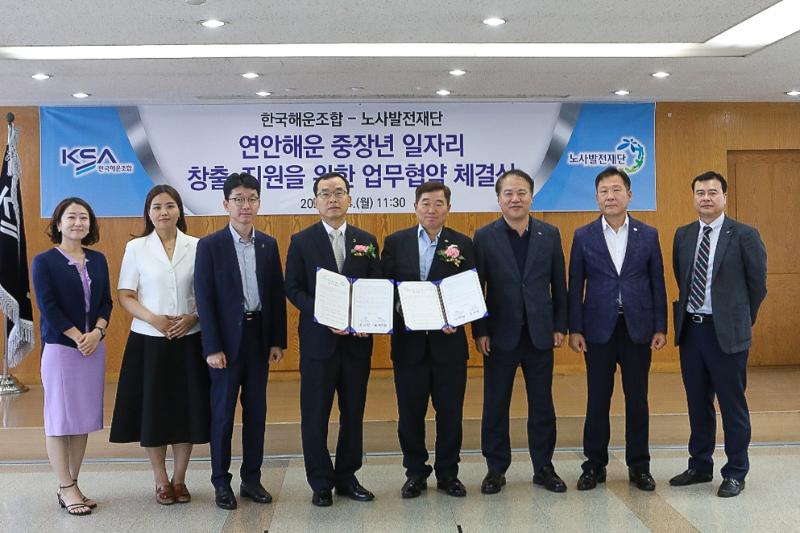 한국해운조합 - 노사발전재단
KSA
한국해운조합
연안해운 중장년 일자리
노사발전재단
창출 지원을 위한 업무협약 체결식
(월) 11:30